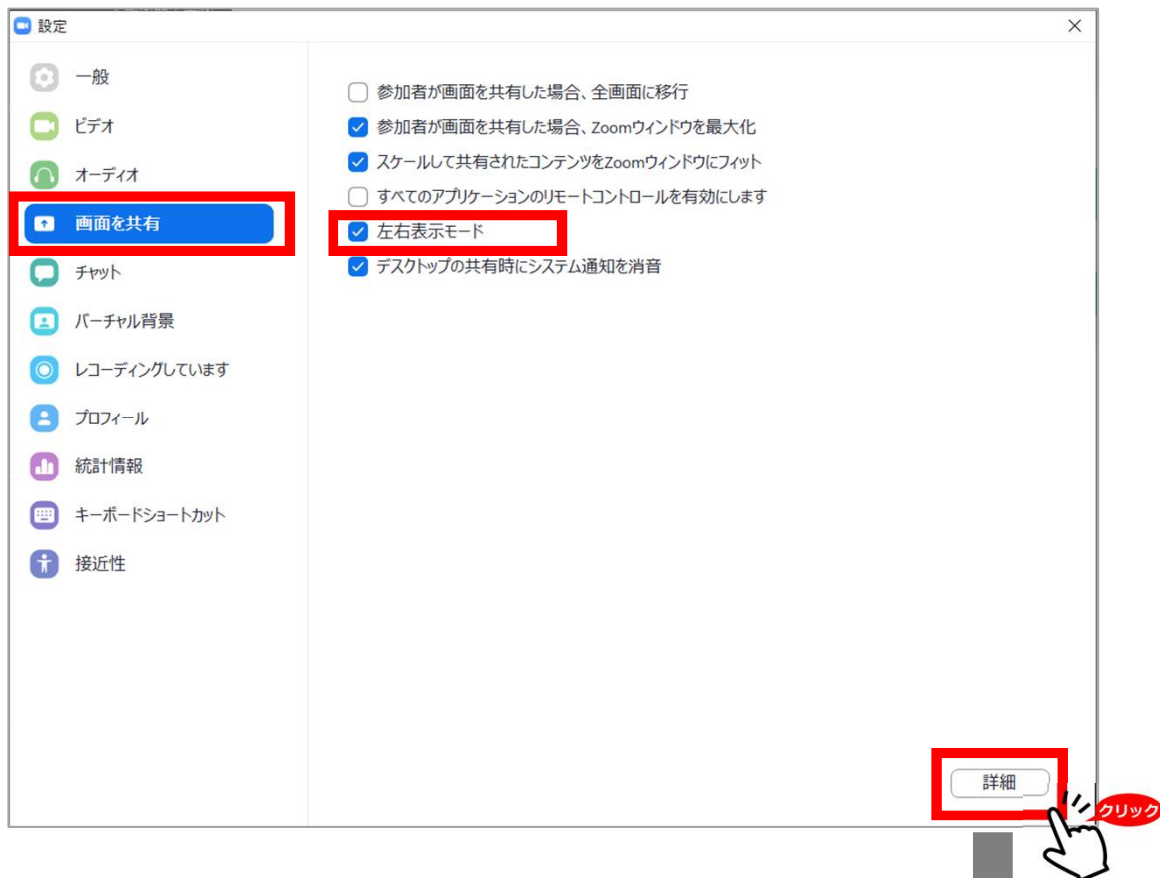 設定
一般
ビデオ
オーディオ
画面を共有
チャット
バーチャル背景
レコーディングしています
プロフィール
統計情報
キーボードショートカット
接近性
参加者が画面を共有した場合、全画面に移行
参加者が画面を共有した場合、Zoomウィンドウを最大化
スケールして共有されたコンテンツをZoomウィンドウにフィット
すべてのアプリケーションのリモートコントロールを有効にします
左右表示モード
デスクトップの共有時にシステム通知を消音
詳細
クリック